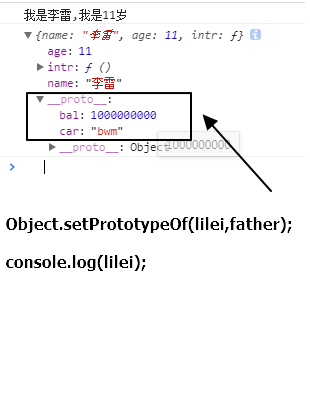 我是李雷,我是11岁
▼{name: "李雷", age: 11, intr: ƒ} i
age: 11
▶intr: ƒ ()
name: "李雷"
▼__proto__:
bal: 1000000000
car: "bwm"
▶__proto__: Object
1000000000
>
Object.setPrototypeOf(lilei,father);
console.log(lilei);